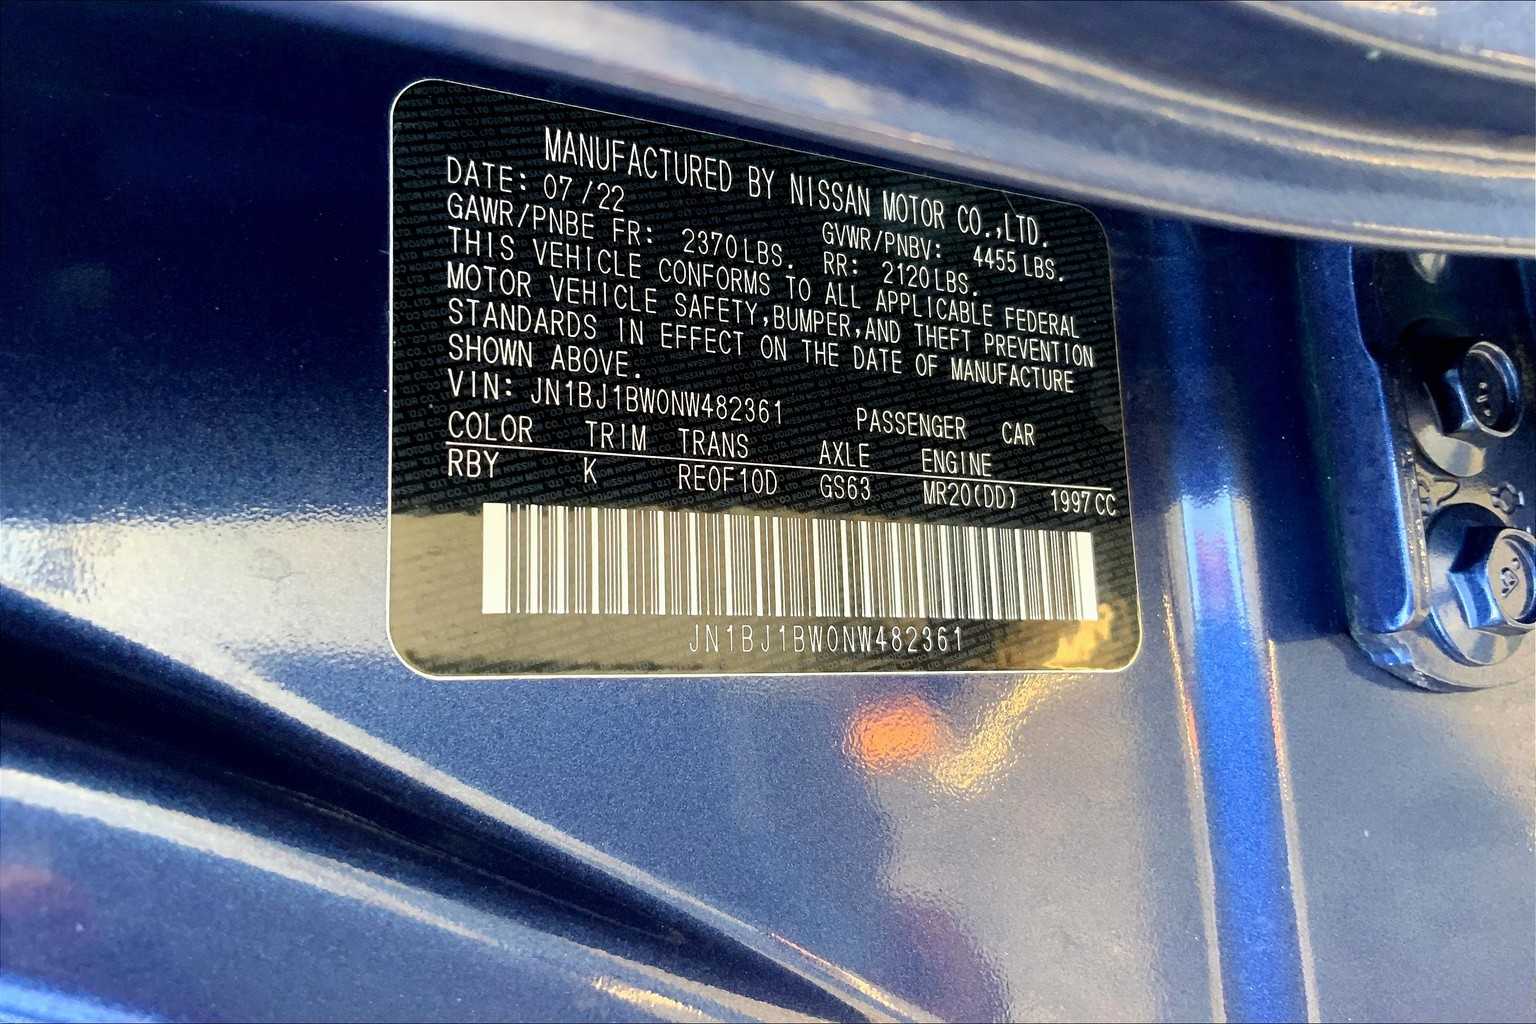 MANUFACTURED BY NISSAN MOTOR CO.,LTD.
DATE: 07/22 GVWR/PNBV: 4455LBS.
GAWR/PNBE FR: 2370LBS. RR: 2120LBS.
THIS VEHICLE CONFORMS TO ALL APPLICABLE FEDERAL
MOTOR VEHICLE SAFETY,BUMPER,AND THEFT PREVENTION
STANDARDS IN EFFECT ON THE DATE OF MANUFACTURE
SHOWN ABOVE.
VIN: JN1BJ1BW0NW482361 PASSENGER CAR
COLOR TRIM TRANS AXLE ENGINE
RBY K RE0F10D GS63 MR20(DD) 1997CC
JN1BJ1BW0NW482361